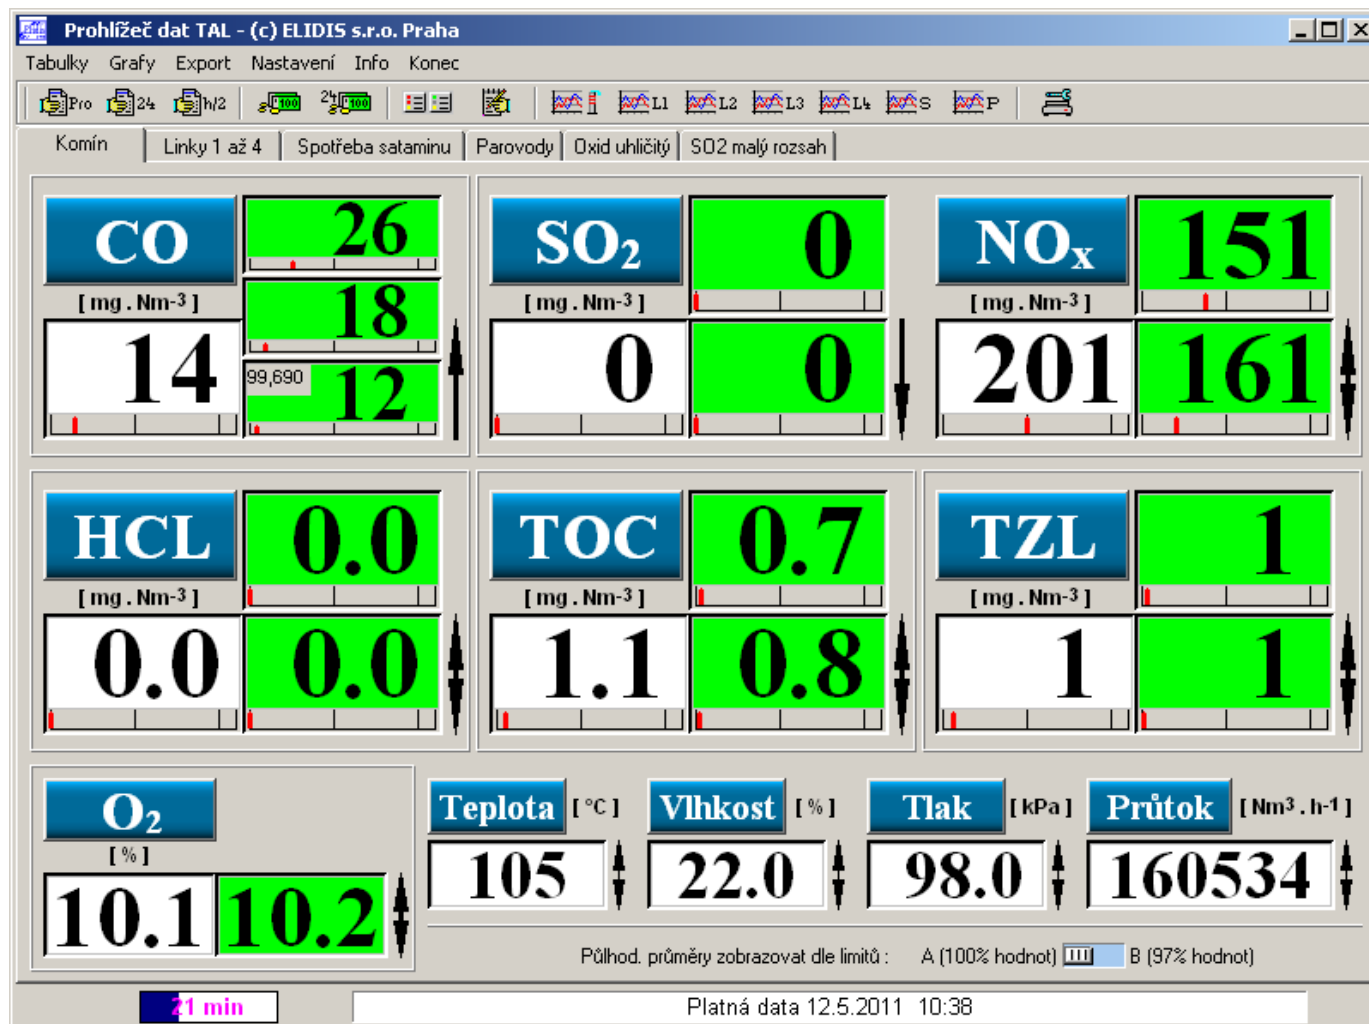 Prohlížeč dat TAL - (c) ELIDIS s.r.o. Praha
Tabulky Grafy Export Nastavení Info Konec
Pro 24 h/2 100 24 100 L1 L2 L3 L4 S P
Komín Linky 1 až 4 Spotřeba sataminu Parovody Oxid uhličitý SO2 malý rozsah
CO 26 SO2 0 NOx 151
[ mg . Nm-3 ] 18 [ mg . Nm-3 ] [ mg . Nm-3 ]
14 99,690 12 0 0 201 161
HCL 0.0 TOC 0.7 TZL 1
[ mg . Nm-3 ] [ mg . Nm-3 ] [ mg . Nm-3 ]
0.0 0.0 1.1 0.8 1 1
O2 Teplota [ °C ] Vlhkost [ % ] Tlak [ kPa ] Průtok [ Nm3 . h-1 ]
[ % ]
10.1 10.2 105 22.0 98.0 160534
Půlhod. průměry zobrazovat dle limitů : A (100% hodnot) B (97% hodnot)
21 min Platná data 12.5.2011 10:38